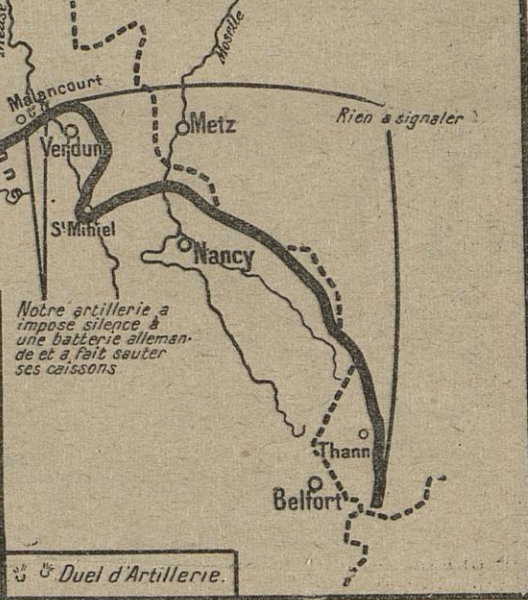 Moselle
Malancourt
Rien à signaler
Metz
Verdun
St Mihiel
Nancy
Notre artillerie a
imposé silence à
une batterie alleman-
de et a fait sauter
ses caissons
Thann
Belfort
Duel d'Artillerie.